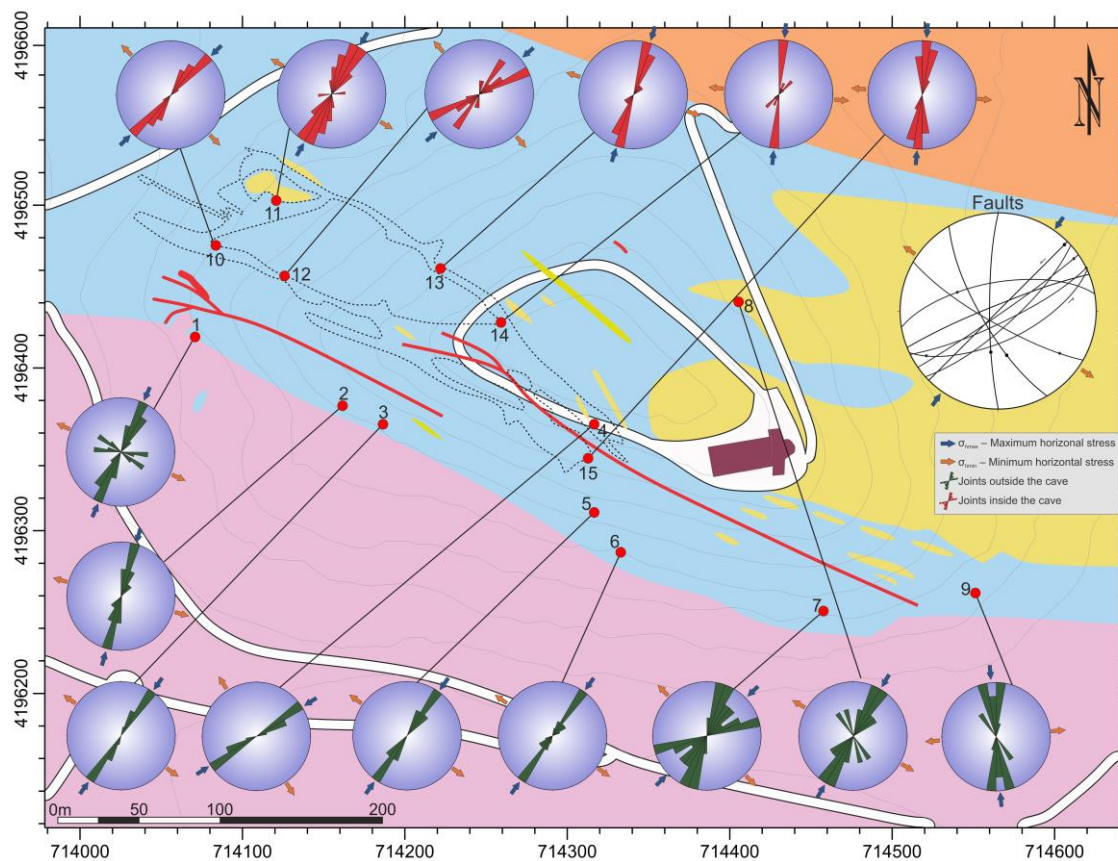 4196600
4196500
4196400
4196300
4196200
N
10
11
12
13
14
8
1
2
3
4
15
5
6
7
9
Faults
σhmax – Maximum horizonal stress
σhmin – Minimum horizontal stress
Joints outside the cave
Joints inside the cave
0m 50 100 200
714000 714100 714200 714300 714400 714500 714600